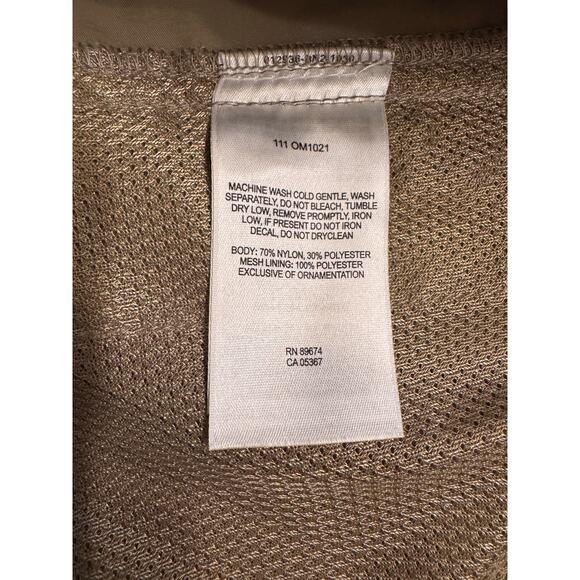 111 OM1021
MACHINE WASH COLD GENTLE, WASH
SEPARATELY, DO NOT BLEACH, TUMBLE
DRY LOW, REMOVE PROMPTLY, IRON
LOW, IF PRESENT DO NOT IRON
DECAL, DO NOT DRYCLEAN
BODY: 70% NYLON, 30% POLYESTER
MESH LINING: 100% POLYESTER
EXCLUSIVE OF ORNAMENTATION
RN 89674
CA 05367